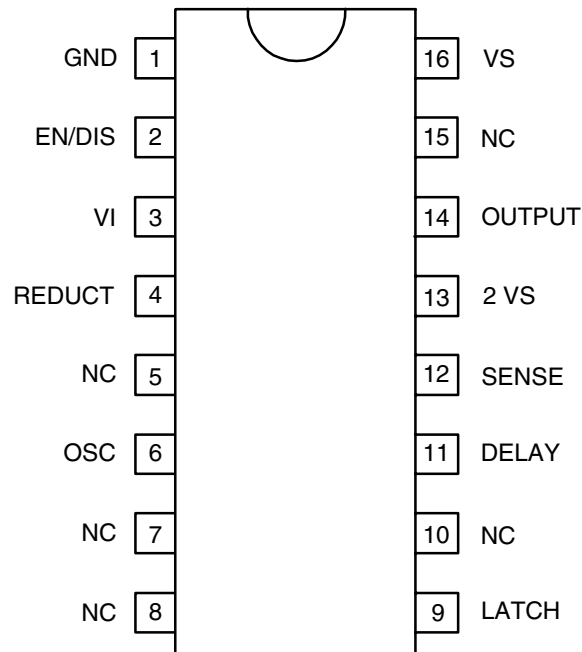 GND 1 16 VS
EN/DIS 2 15 NC
VI 3 14 OUTPUT
REDUCT 4 13 2 VS
NC 5 12 SENSE
OSC 6 11 DELAY
NC 7 10 NC
NC 8 9 LATCH